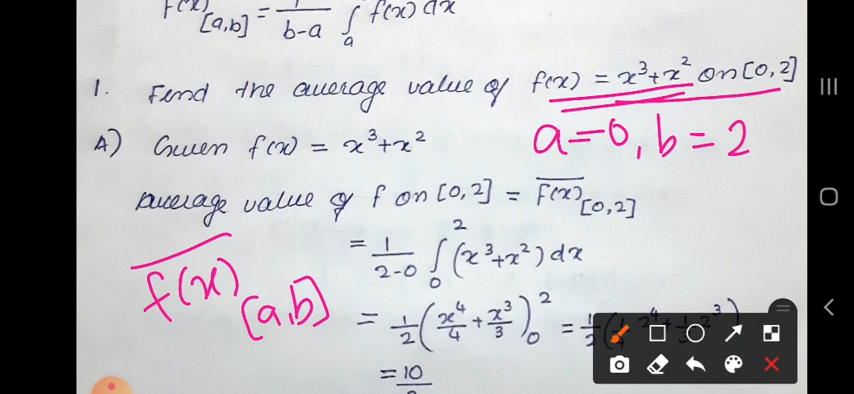 F(x)[a,b] = 1/(b-a) ∫ₐ f(x) dx
1. Find the average value of f(x) = x³+x² on [0,2]
a=0, b=2
A) Given f(x) = x³+x²
average value of f on [0,2] = F(x)[0,2]
= 1/(2-0) ∫₀² (x³+x²) dx
f(x) [a,b]
= 1/2 (x⁴/4 + x³/3)₀² = 1/2
= 10